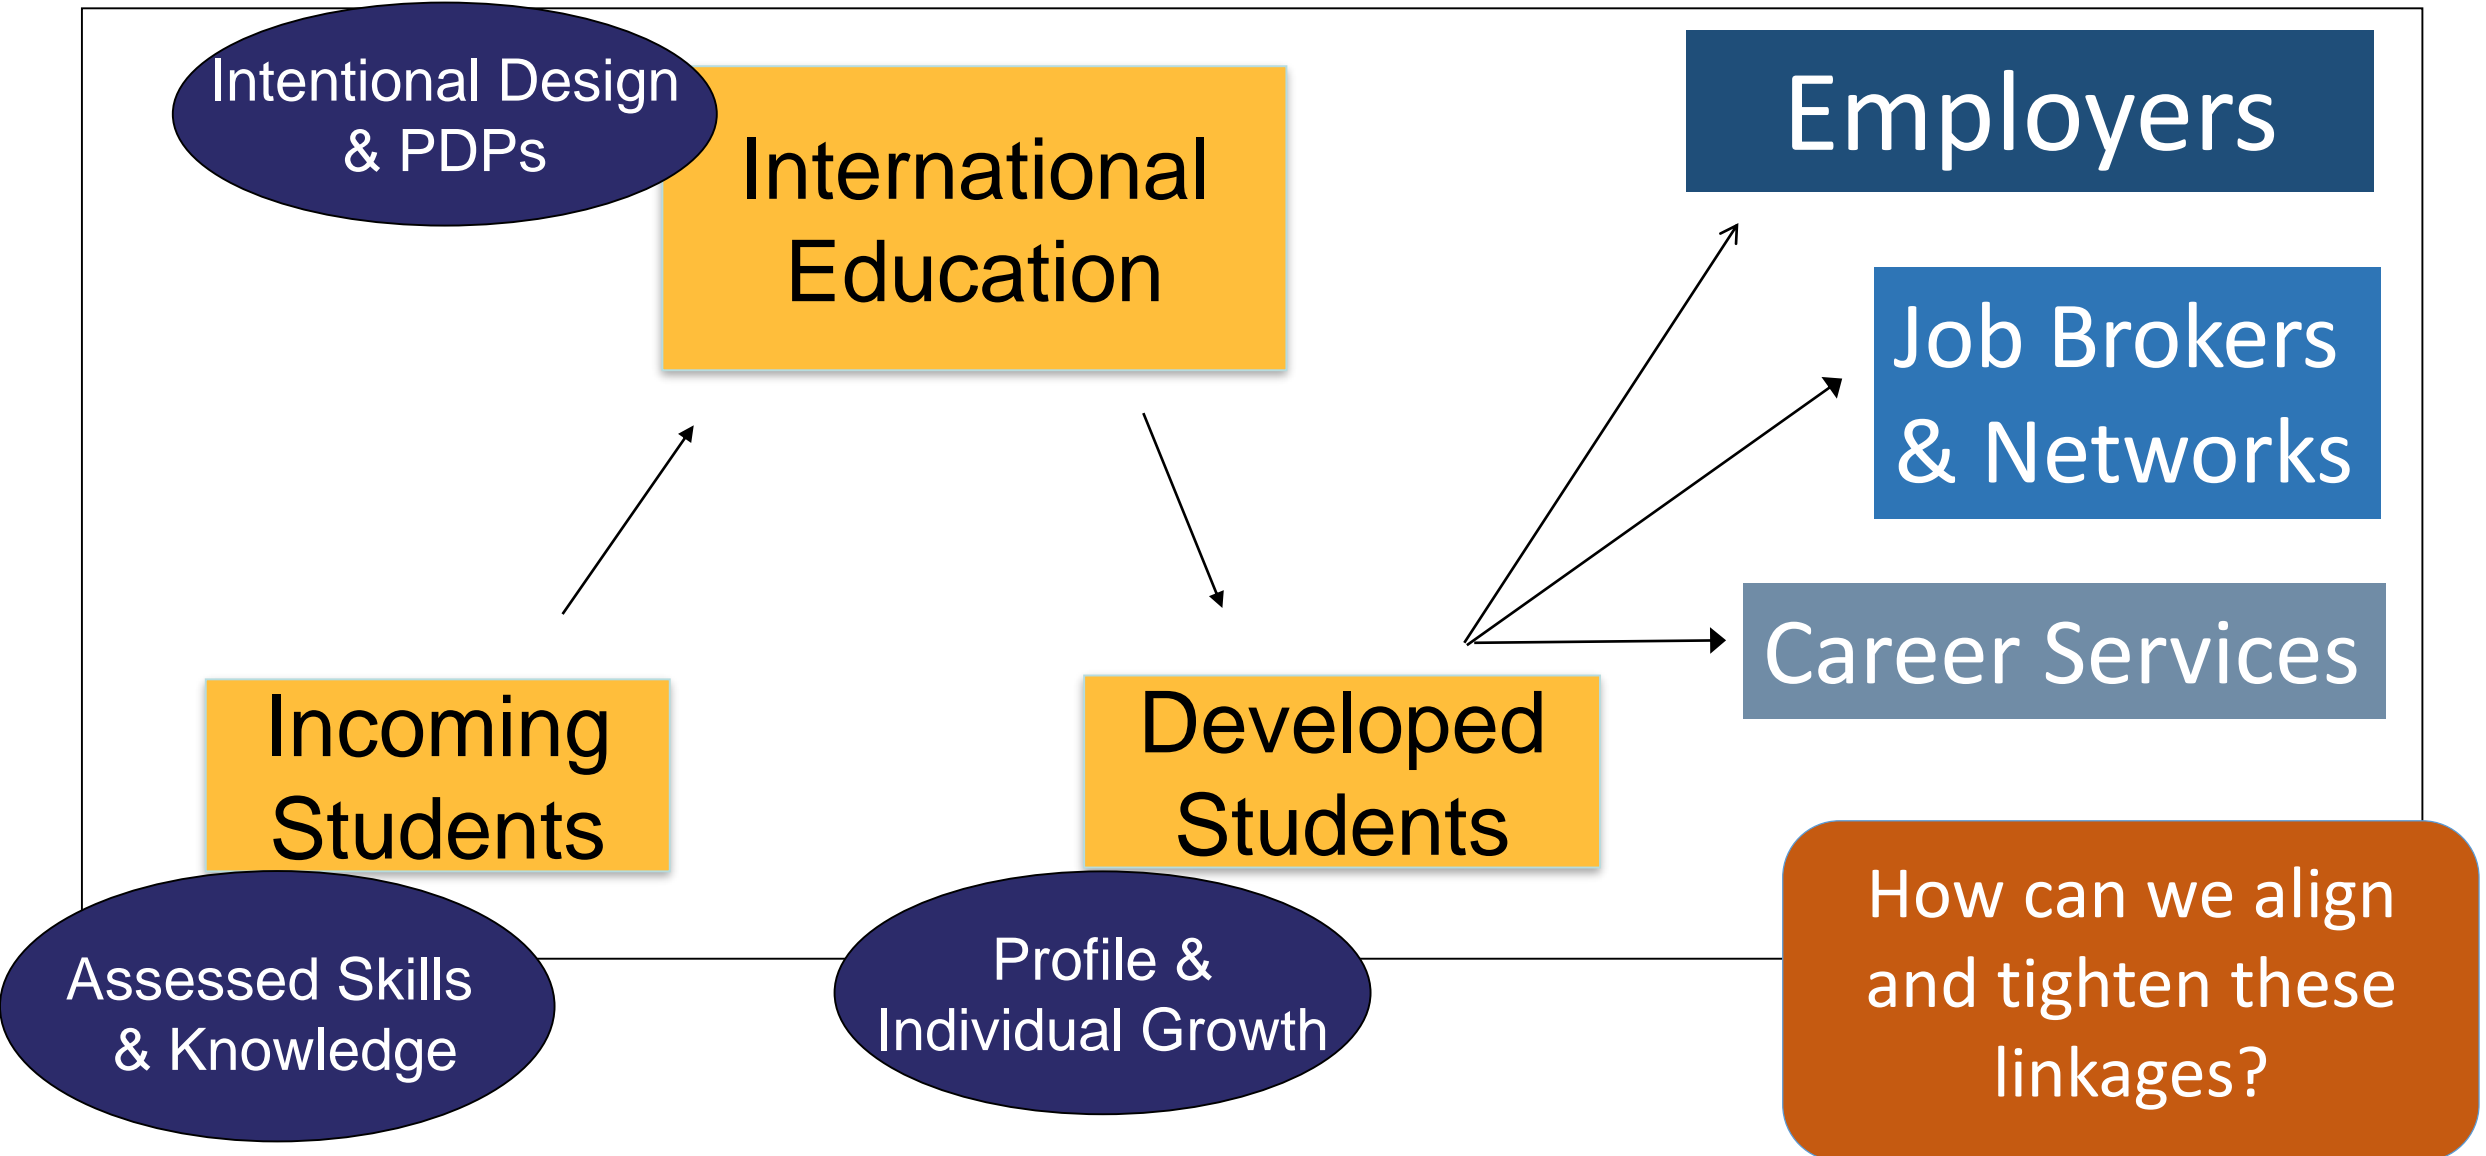 Intentional Design
& PDPs
International
Education
Employers
Job Brokers
& Networks
Career Services
Incoming
Students
Developed
Students
Assessed Skills
& Knowledge
Profile &
Individual Growth
How can we align
and tighten these
linkages?